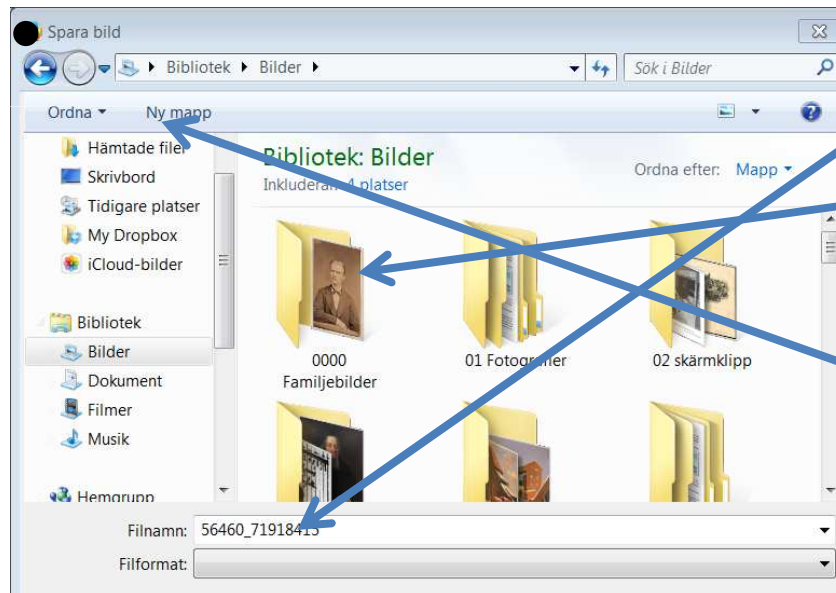 Spara bild
Bibliotek Bilder
Sök i Bilder
Ordna Ny mapp
Hämtade filer
Skrivbord
Tidigare platser
My Dropbox
iCloud-bilder
Bibliotek
Bilder
Dokument
Filmer
Musik
Hemgrupp
Bibliotek: Bilder
Inkluderar: 4 platser
Ordna efter: Mapp
0000
Familjebilder
01 Fotografier
02 skärmklipp
Filnamn: 56460_71918415
Filformat: